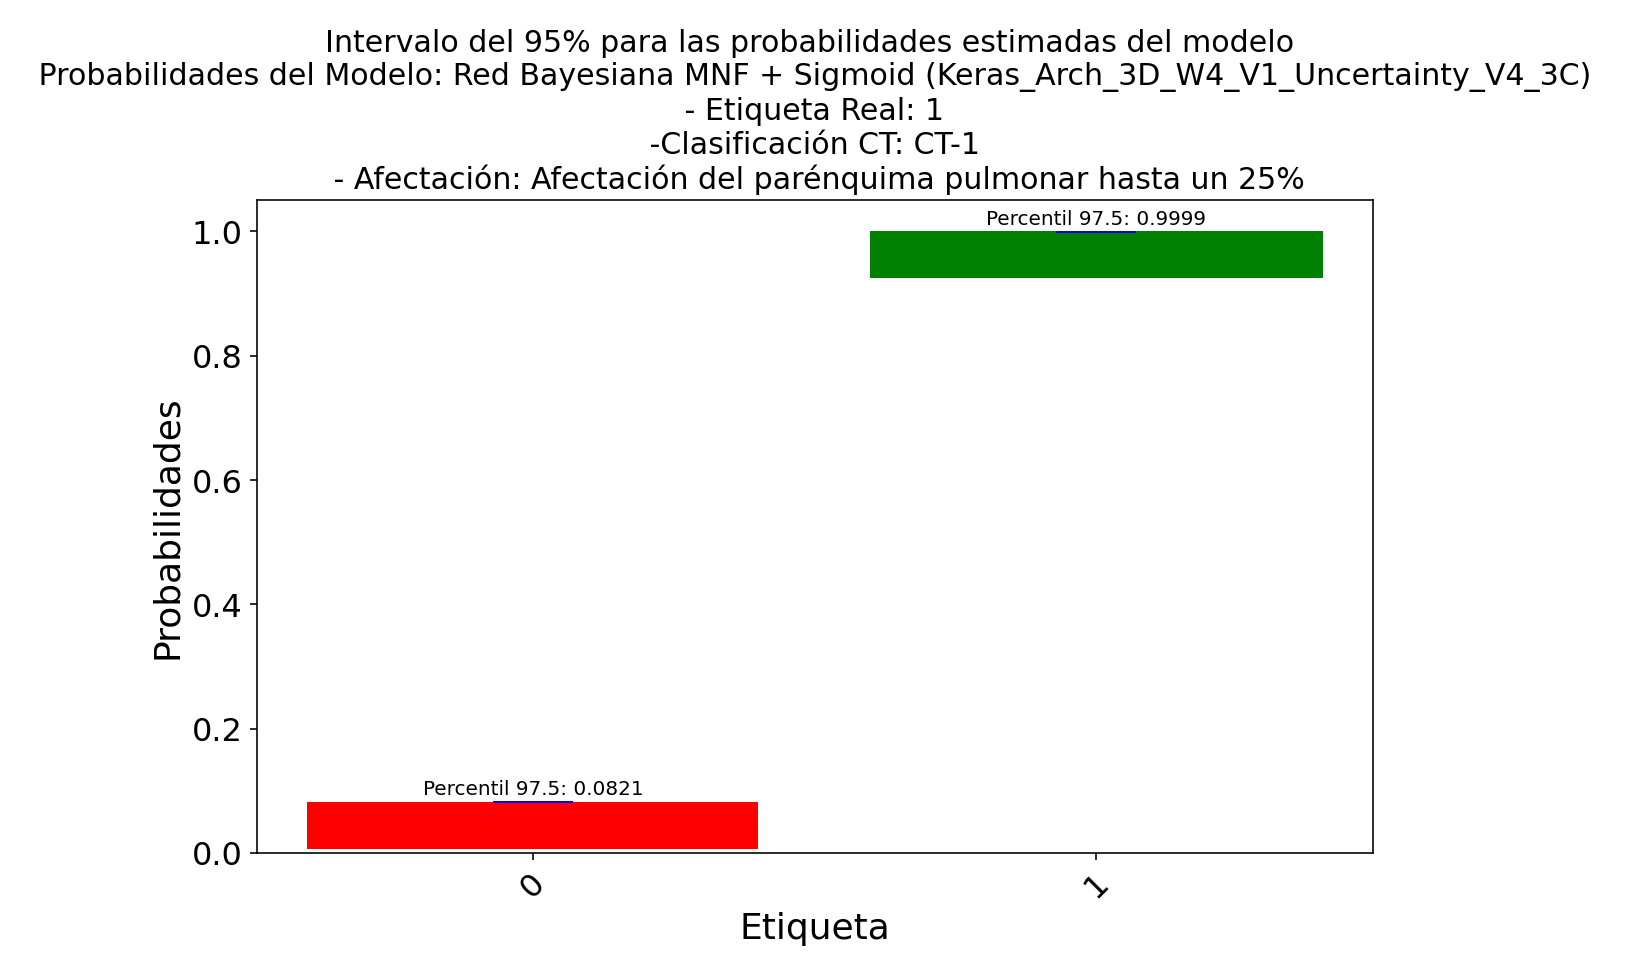 Intervalo del 95% para las probabilidades estimadas del modelo
Probabilidades del Modelo: Red Bayesiana MNF + Sigmoid (Keras_Arch_3D_W4_V1_Uncertainty_V4_3C)
- Etiqueta Real: 1
-Clasificación CT: CT-1
- Afectación: Afectación del parénquima pulmonar hasta un 25%
Percentil 97.5: 0.9999
1.0
0.8
0.6
0.4
0.2
0.0
Probabilidades
Percentil 97.5: 0.0821
0
1
Etiqueta